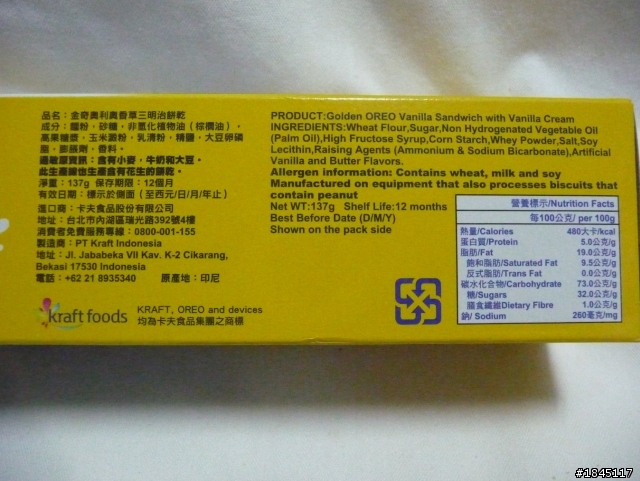 品名：金奇奧利奧香草三明治餅乾
成分：麵粉，砂糖，非氫化植物油（棕櫚油），
高果糖漿，玉米澱粉，乳清粉，精鹽，大豆卵磷
脂，膨脹劑，香料。
過敏原資訊：含有小麥，牛奶和大豆。
此生產線也生產含有花生的餅乾。
淨重：137g 保存期限：12個月
有效日期：標示於側面（至西元/日/月/年止）
進口商：卡夫食品股份有限公司
地址：台北市內湖區瑞光路392號4樓
消費者免費服務專線：0800-001-155
製造商：PT Kraft Indonesia
地址：Jl. Jababeka VII Kav. K-2 Cikarang,
Bekasi 17530 Indonesia
電話：+62 21 8935340 原產地：印尼
kraft foods
KRAFT, OREO and devices
均為卡夫食品集團之商標
PRODUCT:Golden OREO Vanilla Sandwich with Vanilla Cream
INGREDIENTS:Wheat Flour,Sugar,Non Hydrogenated Vegetable Oil
(Palm Oil),High Fructose Syrup,Corn Starch,Whey Powder,Salt,Soy
Lecithin,Raising Agents (Ammonium & Sodium Bicarbonate),Artificial
Vanilla and Butter Flavors.
Allergen information: Contains wheat, milk and soy
Manufactured on equipment that also processes biscuits that
contain peanut
Net WT:137g Shelf Life:12 months
Best Before Date (D/M/Y)
Shown on the pack side
營養標示/Nutrition Facts
每100公克/ per 100g
熱量/Calories 480大卡/kcal
蛋白質/Protein 5.0公克/g
脂肪/Fat 19.0公克/g
飽和脂肪/Saturated Fat 9.5公克/g
反式脂肪/Trans Fat 0.0公克/g
碳水化合物/Carbohydrate 73.0公克/g
糖/Sugars 32.0公克/g
膳食纖維Dietary Fibre 1.0公克/g
鈉/ Sodium 260毫克/mg
#1845117